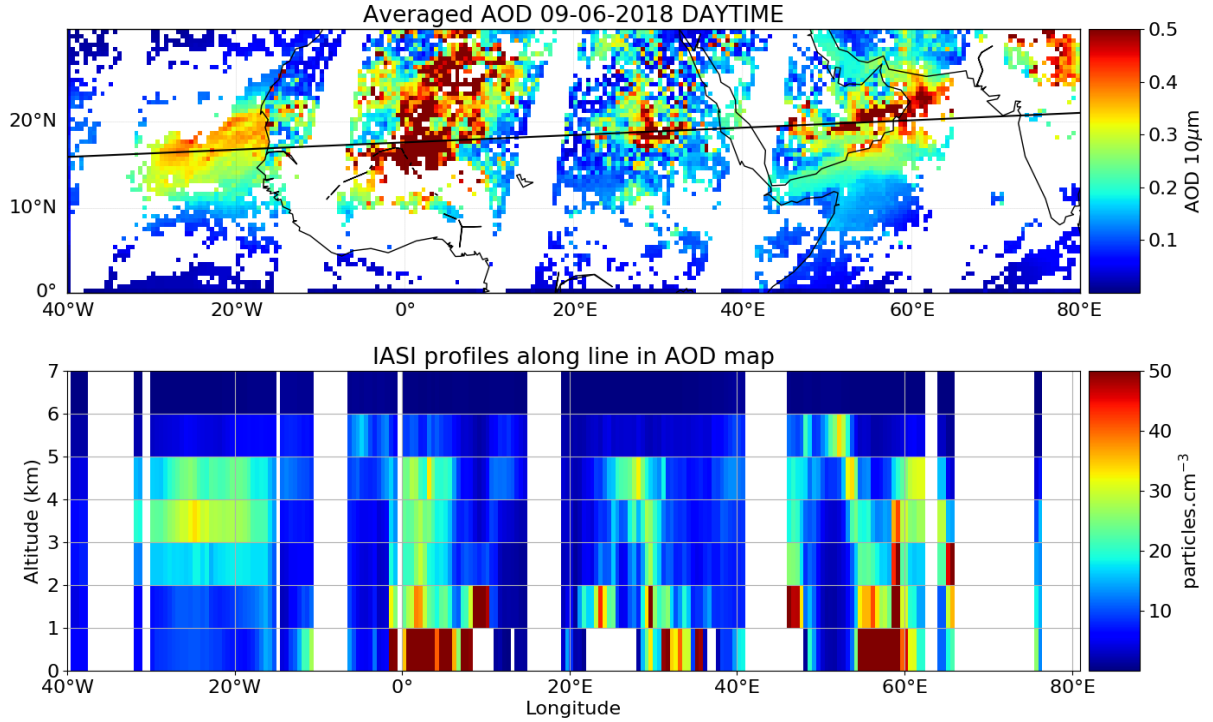 Averaged AOD 09-06-2018 DAYTIME
20°N
10°N
0°
40°W 20°W 0° 20°E 40°E 60°E 80°E
0.5
0.4
0.3
0.2
0.1
AOD 10μm
IASI profiles along line in AOD map
Altitude (km)
7
6
5
4
3
2
1
0
40°W 20°W 0° 20°E 40°E 60°E 80°E
Longitude
50
40
30
20
10
particles.cm⁻³